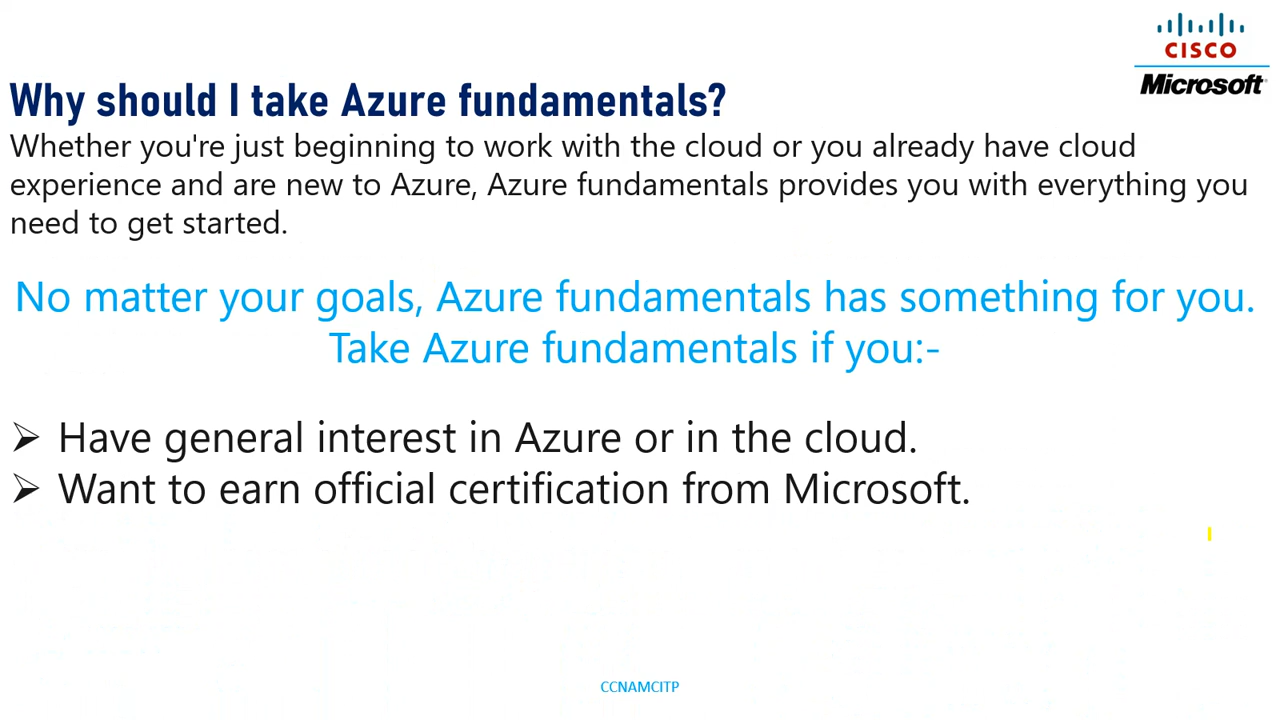 CISCO
Microsoft
Why should I take Azure fundamentals?
Whether you're just beginning to work with the cloud or you already have cloud
experience and are new to Azure, Azure fundamentals provides you with everything you
need to get started.
No matter your goals, Azure fundamentals has something for you.
Take Azure fundamentals if you:-
➢ Have general interest in Azure or in the cloud.
➢ Want to earn official certification from Microsoft.
CCNAMCITP